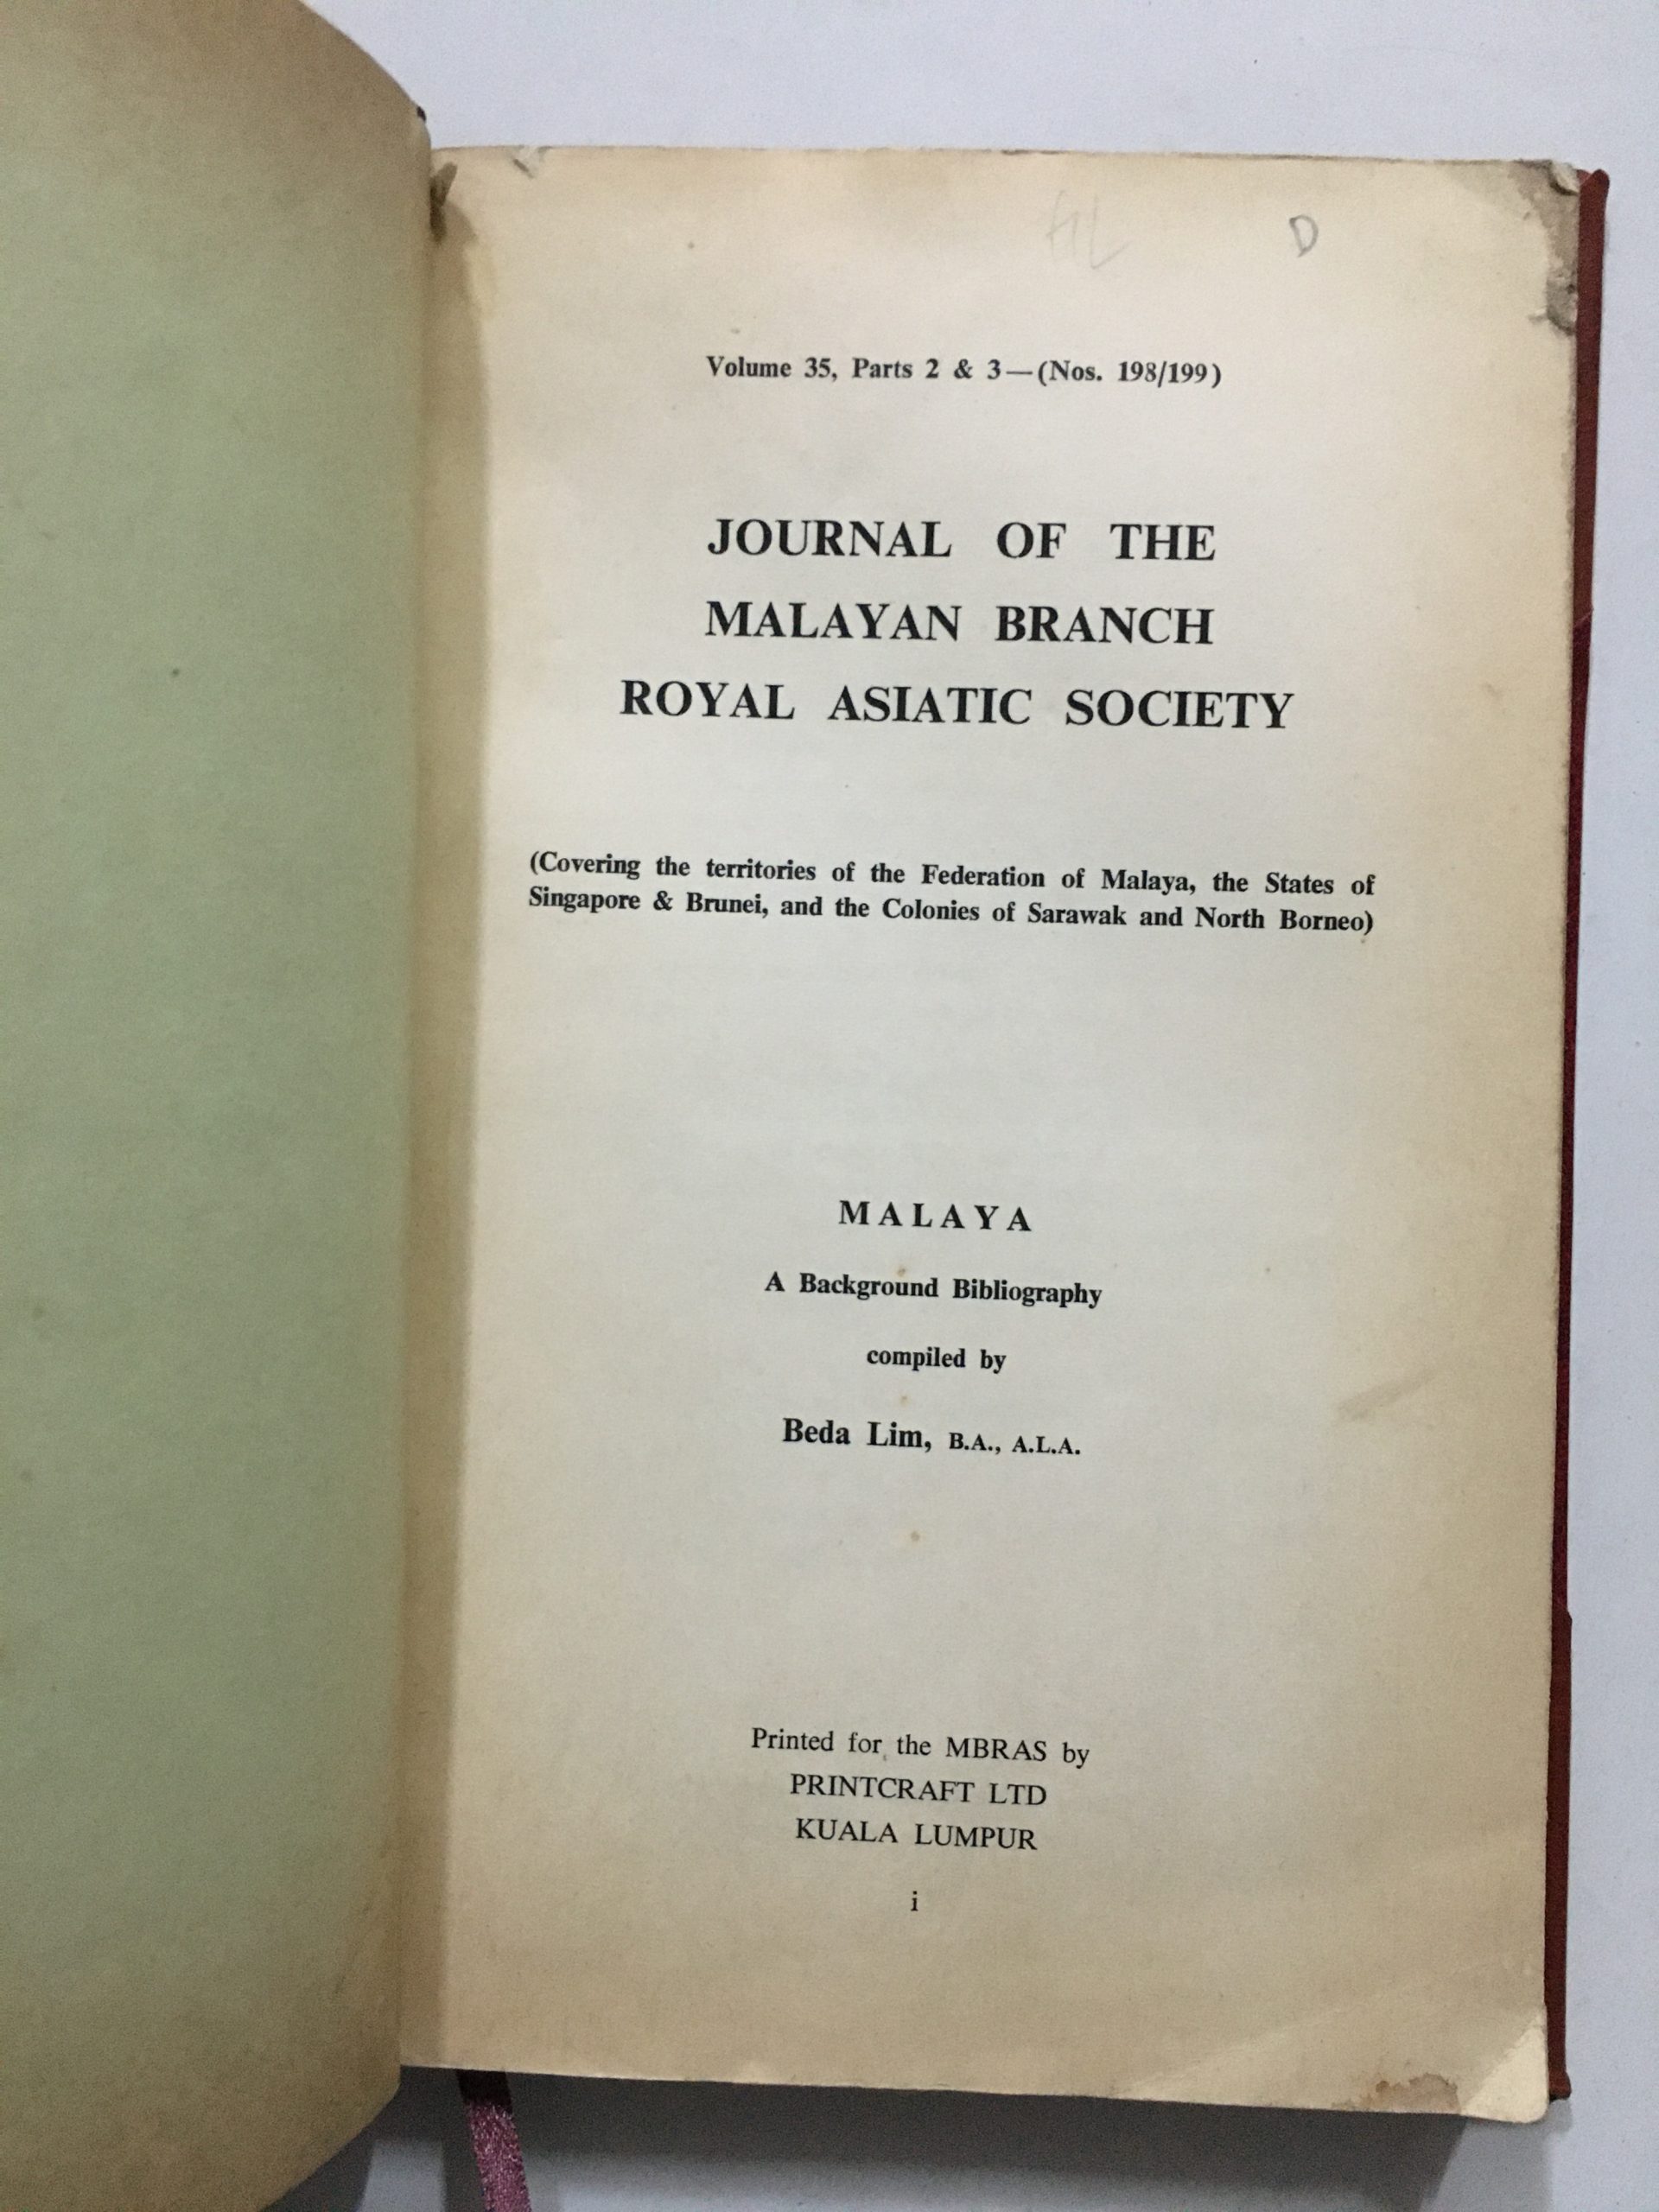 D
Volume 35, Parts 2 & 3—(Nos. 198/199)
JOURNAL OF THE
MALAYAN BRANCH
ROYAL ASIATIC SOCIETY
(Covering the territories of the Federation of Malaya, the States of
Singapore & Brunei, and the Colonies of Sarawak and North Borneo)
MALAYA
A Background Bibliography
compiled by
Beda Lim, B.A., A.L.A.
Printed for the MBRAS by
PRINTCRAFT LTD
KUALA LUMPUR
i